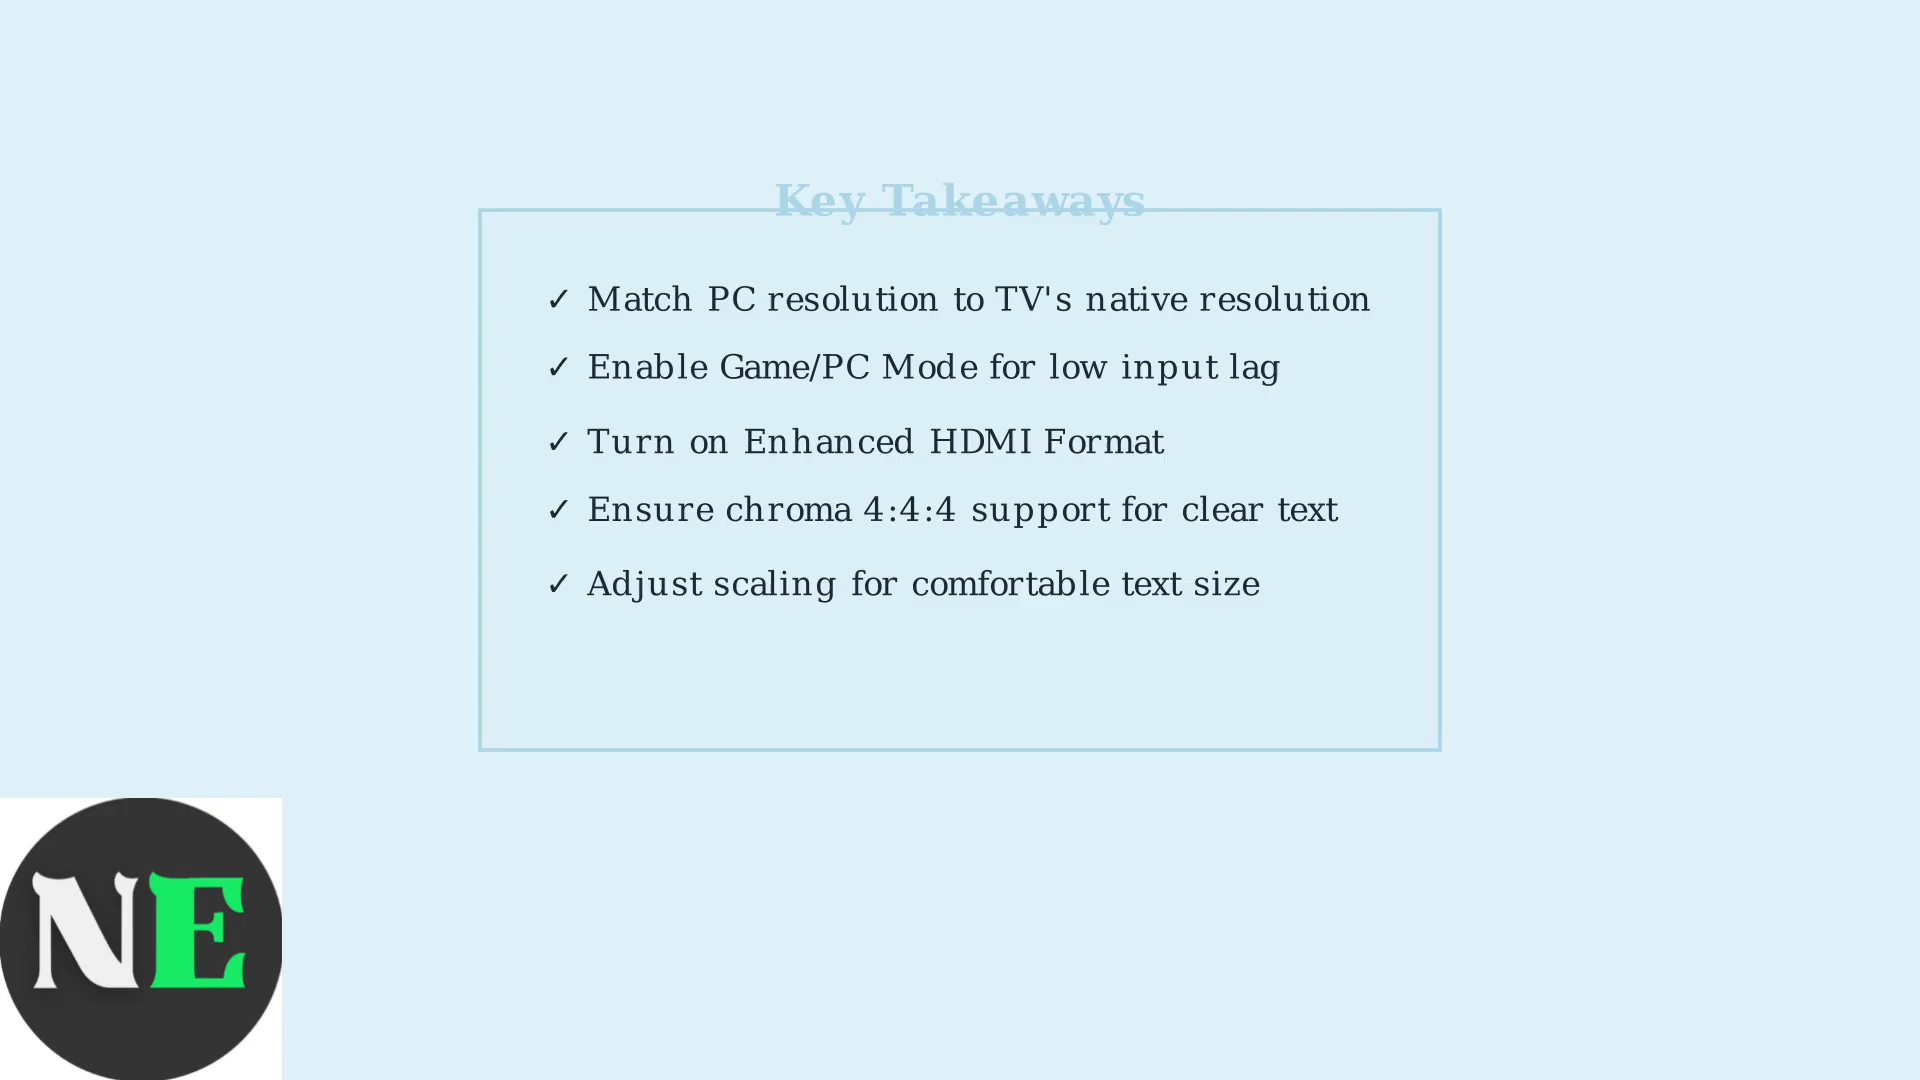 Key Takeaways
✓ Match PC resolution to TV's native resolution
✓ Enable Game/PC Mode for low input lag
✓ Turn on Enhanced HDMI Format
✓ Ensure chroma 4:4:4 support for clear text
✓ Adjust scaling for comfortable text size
NE